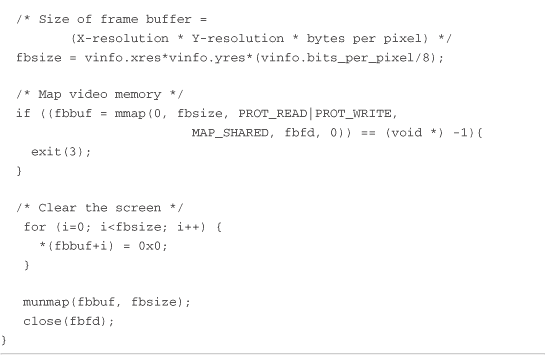 /* Size of frame buffer =
(X-resolution * Y-resolution * bytes per pixel) */
fbsize = vinfo.xres*vinfo.yres*(vinfo.bits_per_pixel/8);
/* Map video memory */
if ((fbbuf = mmap(0, fbsize, PROT_READ|PROT_WRITE,
MAP_SHARED, fbfd, 0)) == (void *) -1){
exit(3);
}
/* Clear the screen */
for (i=0; i<fbsize; i++) {
*(fbbuf+i) = 0x0;
}
munmap(fbbuf, fbsize);
close(fbfd);
}